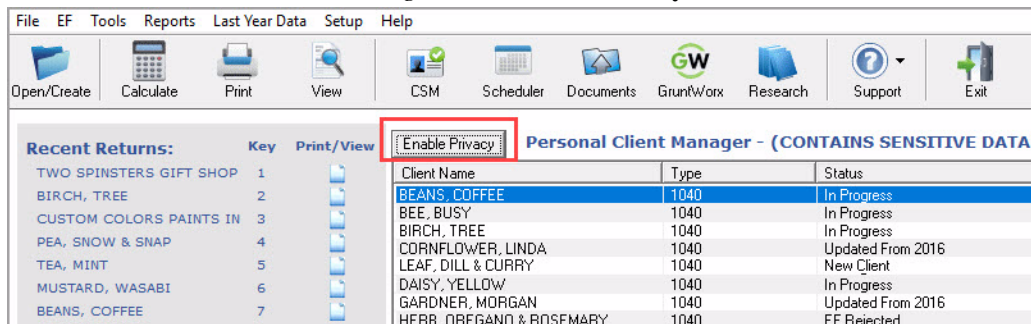 File EF Tools Reports Last Year Data Setup Help
Open/Create Calculate Print View CSM Scheduler Documents GruntWorx Research Support Exit
Recent Returns: Key Print/View
TWO SPINSTERS GIFT SHOP 1
BIRCH, TREE 2
CUSTOM COLORS PAINTS IN 3
PEA, SNOW & SNAP 4
TEA, MINT 5
MUSTARD, WASABI 6
BEANS, COFFEE 7
Enable Privacy Personal Client Manager - (CONTAINS SENSITIVE DATA
Client Name Type Status
BEANS, COFFEE 1040 In Progress
BEE, BUSY 1040 In Progress
BIRCH, TREE 1040 In Progress
CORNFLOWER, LINDA 1040 Updated From 2016
LEAF, DILL & CURRY 1040 New Client
DAISY, YELLOW 1040 In Progress
GARDNER, MORGAN 1040 Updated From 2016
HERB, OREGANO & ROSEMARY 1040 EF Rejected